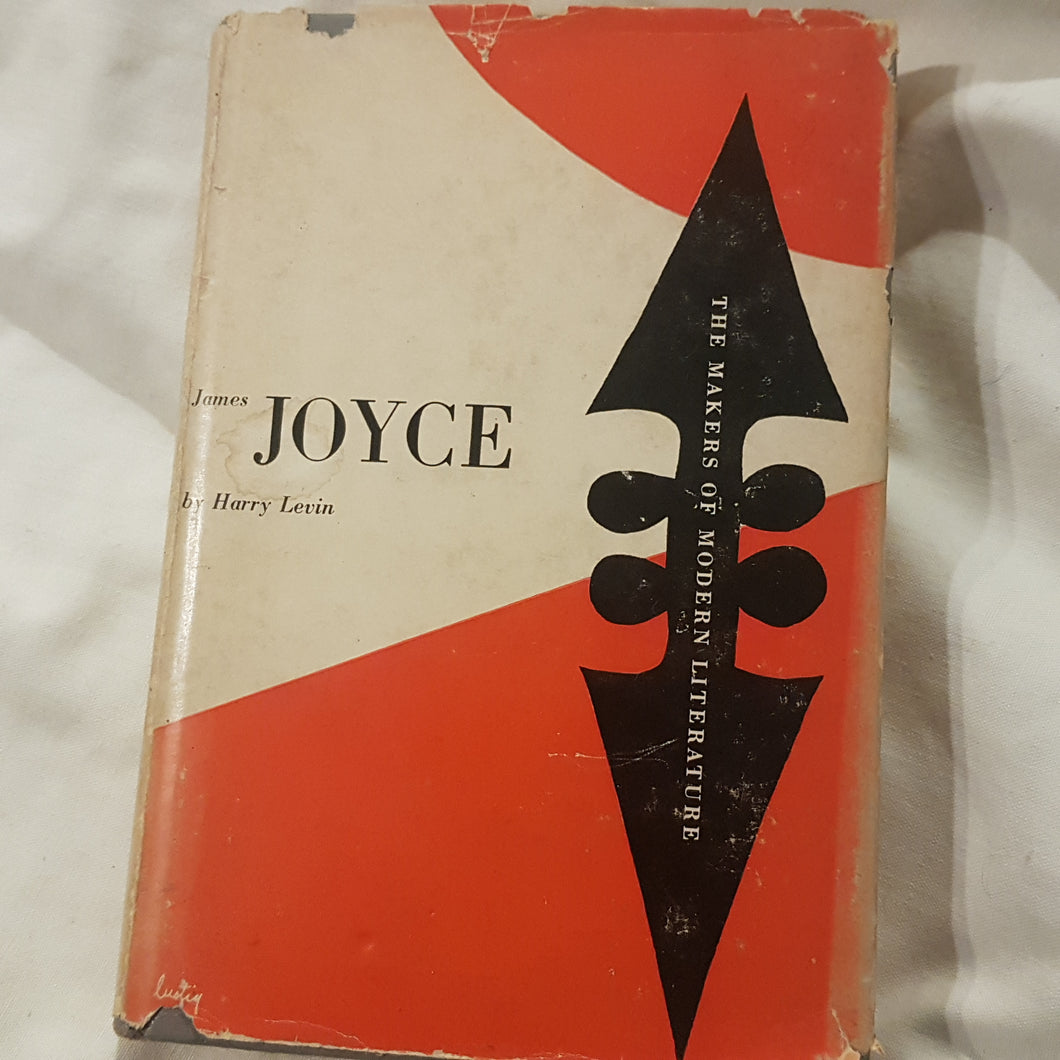 James
JOYCE
by Harry Levin
THE MAKERS OF MODERN LITERATURE
lustig